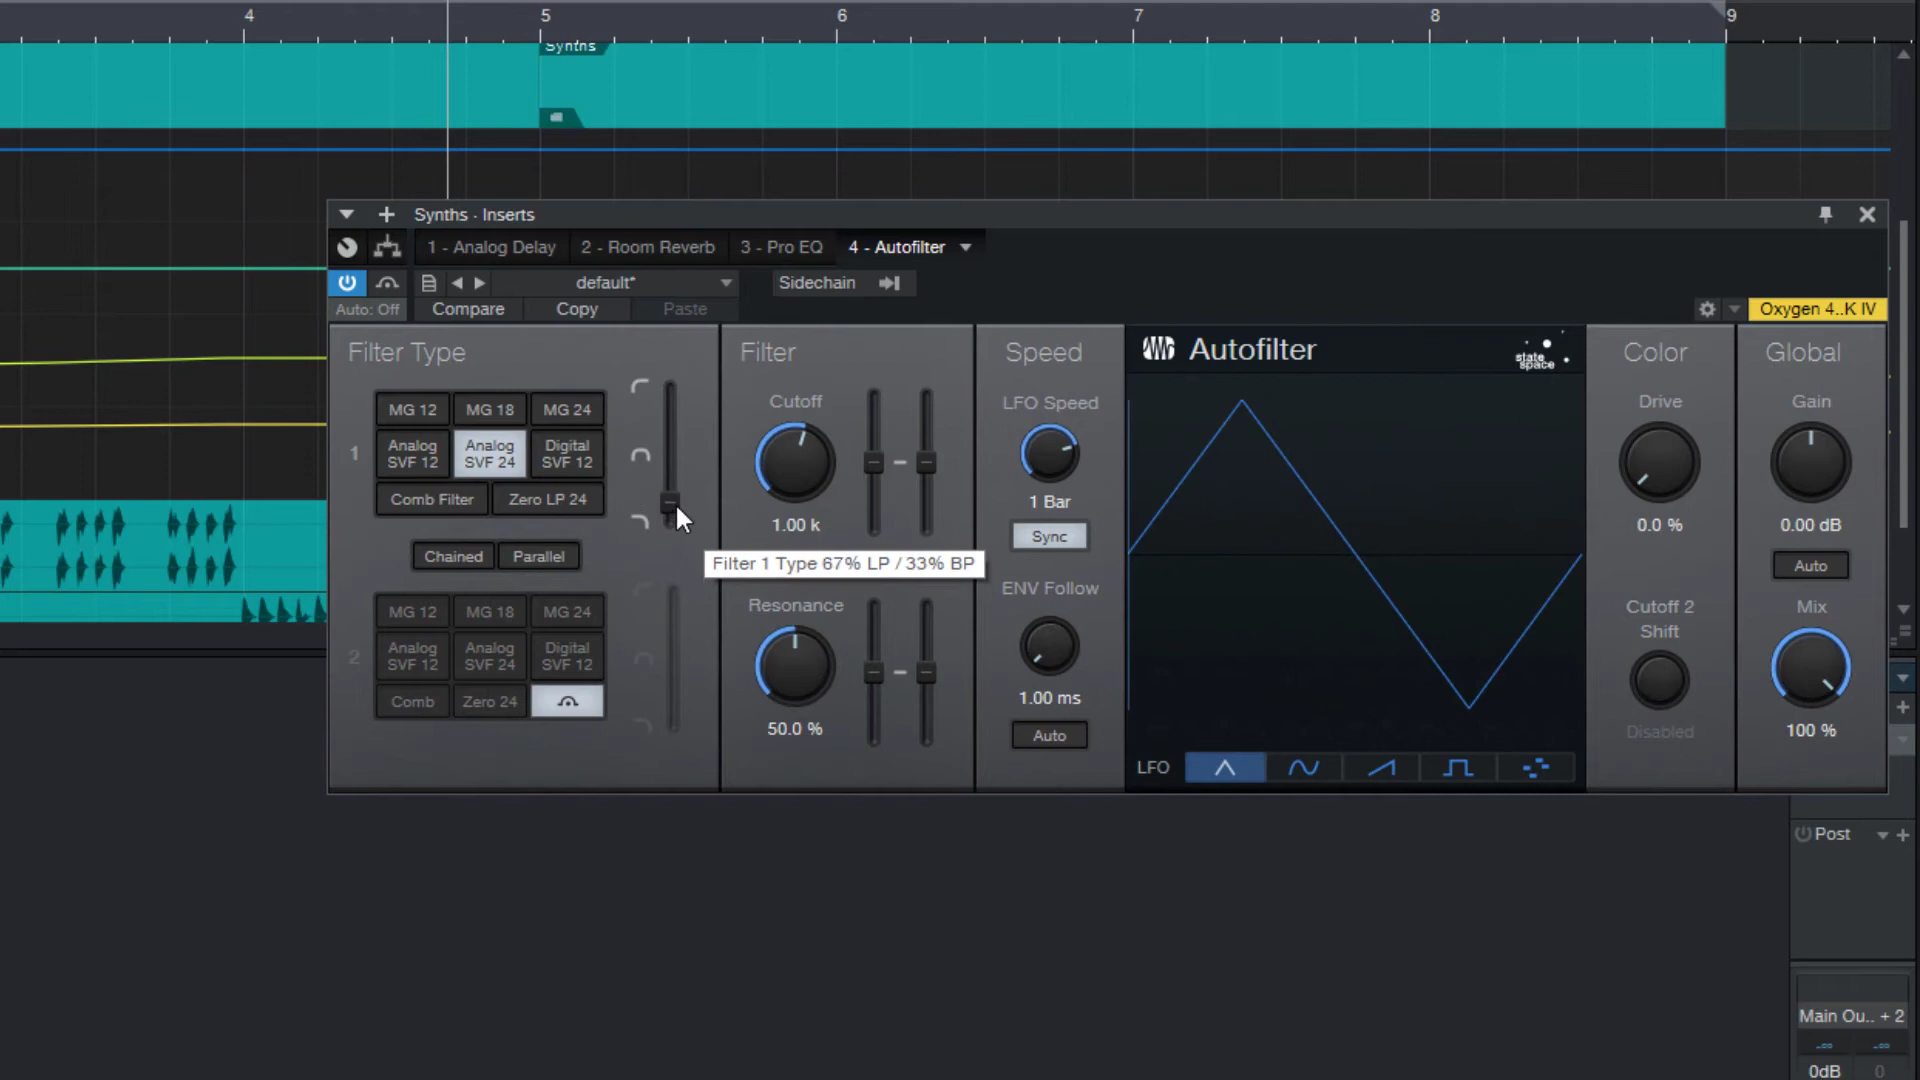 4 5 6 7 8 9
Synths
Synths - Inserts
1 - Analog Delay 2 - Room Reverb 3 - Pro EQ 4 - Autofilter
default* Sidechain
Auto: Off Compare Copy Paste Oxygen 4..K IV
Filter Type Filter Speed Autofilter state space Color Global
Cutoff LFO Speed Drive Gain
MG 12 MG 18 MG 24
1 Analog SVF 12 Analog SVF 24 Digital SVF 12
Comb Filter Zero LP 24 1 Bar
1.00 k 0.0 % 0.00 dB
Sync
Chained Parallel Filter 1 Type 67% LP / 33% BP Auto
ENV Follow
Resonance Cutoff 2 Shift Mix
MG 12 MG 18 MG 24
2 Analog SVF 12 Analog SVF 24 Digital SVF 12
Comb Zero 24 1.00 ms
50.0 % Auto Disabled 100 %
LFO
Post
Main Ou.. + 2
-∞ -∞
0dB 0